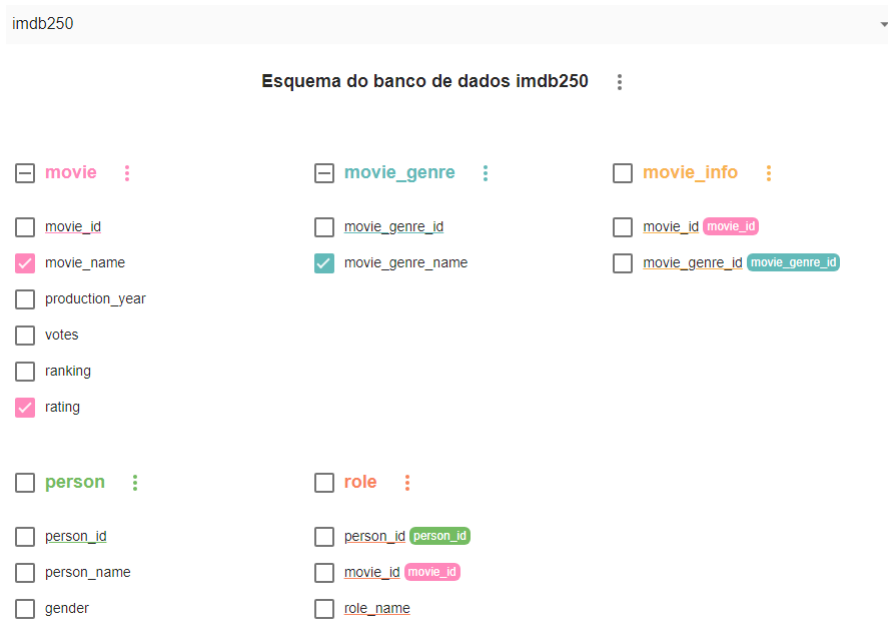 imdb250
Esquema do banco de dados imdb250
movie
movie_id
movie_name
production_year
votes
ranking
rating
movie_genre
movie_genre_id
movie_genre_name
movie_info
movie_id movie_id
movie_genre_id movie_genre_id
person
person_id
person_name
gender
role
person_id person_id
movie_id movie_id
role_name